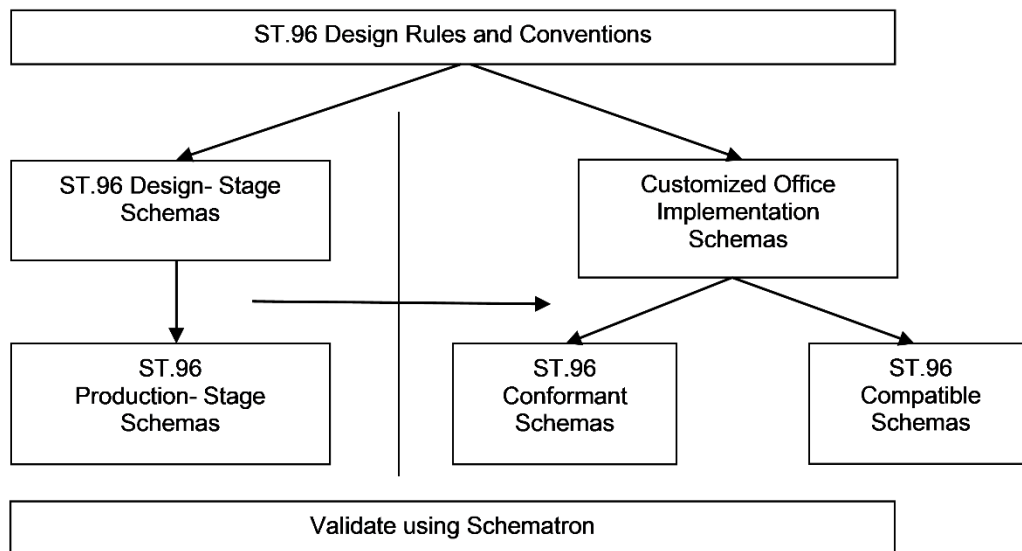 ST.96 Design Rules and Conventions
ST.96 Design- Stage
Schemas
Customized Office
Implementation
Schemas
ST.96
Production- Stage
Schemas
ST.96
Conformant
Schemas
ST.96
Compatible
Schemas
Validate using Schematron